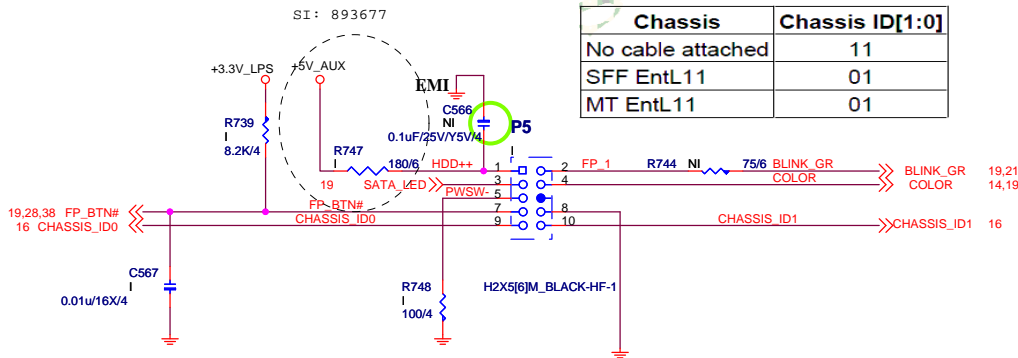 SI: 893677
Chassis Chassis ID[1:0]
No cable attached 11
SFF EntL11 01
MT EntL11 01
+3.3V_LPS
+5V_AUX
EMI
C566
NI
0.1uF/25V/Y5V/4
P5
I
R739
I
8.2K/4
R747
I
180/6
HDD++
1
2
FP_1
R744
NI
75/6
BLINK_GR
BLINK_GR
19,21
19
SATA_LED
3
4
COLOR
COLOR
14,19
PWSW-
5
19,28,38 FP_BTN#
FP_BTN#
7
8
16 CHASSIS_ID0
CHASSIS_ID0
9
10
CHASSIS_ID1
CHASSIS_ID1 16
C567
I
0.01u/16X/4
R748
I
100/4
H2X5[6]M_BLACK-HF-1